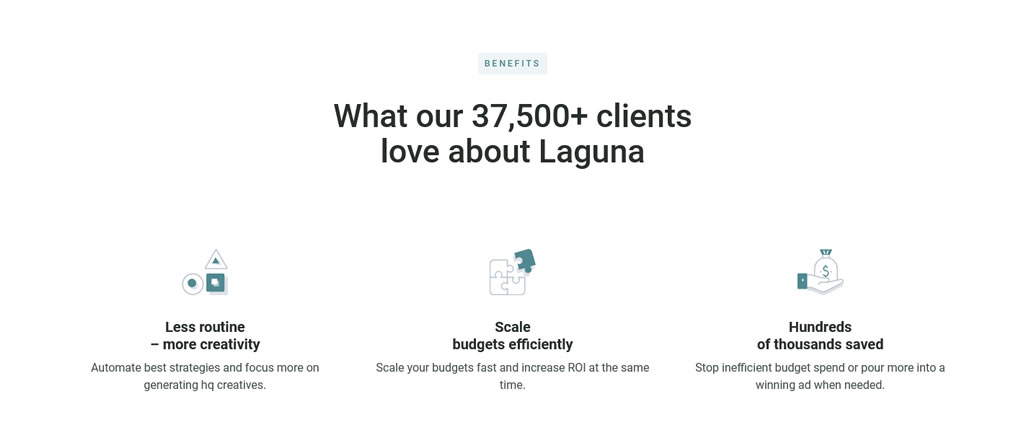 BENEFITS
What our 37,500+ clients
love about Laguna
$
Less routine
– more creativity
Automate best strategies and focus more on
generating hq creatives.
Scale
budgets efficiently
Scale your budgets fast and increase ROI at the same
time.
Hundreds
of thousands saved
Stop inefficient budget spend or pour more into a
winning ad when needed.